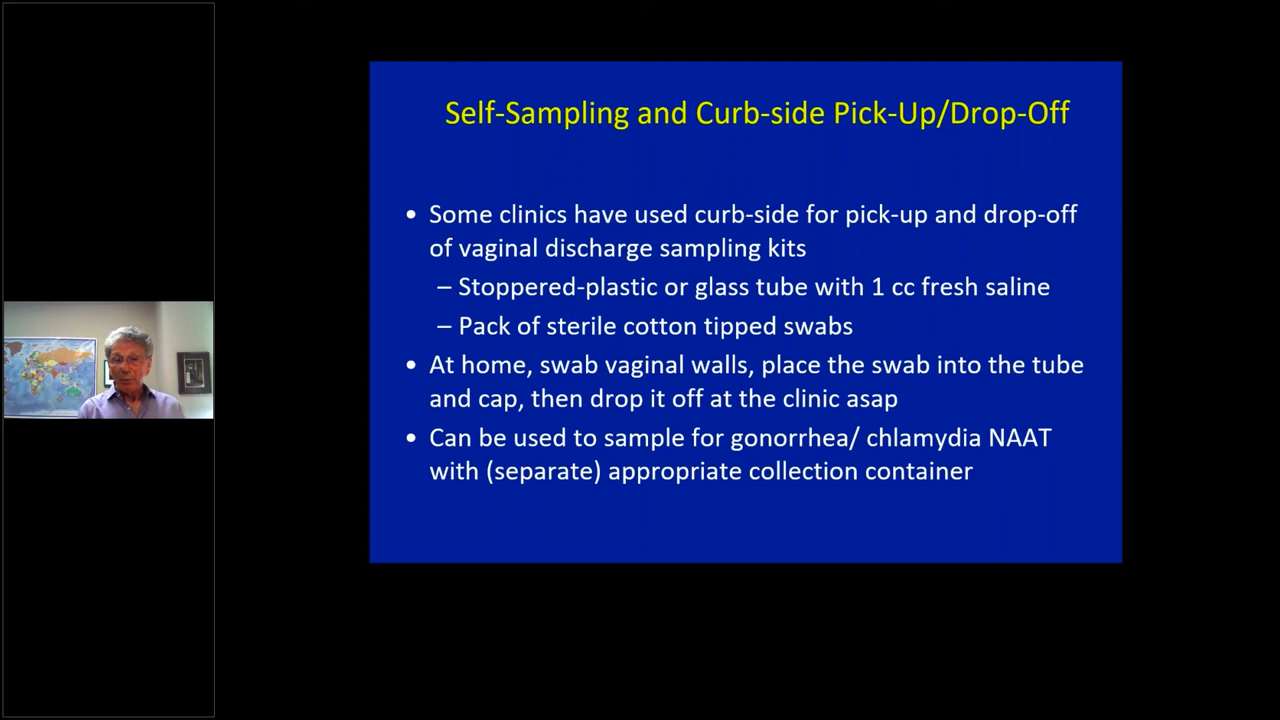 Self-Sampling and Curb-side Pick-Up/Drop-Off
• Some clinics have used curb-side for pick-up and drop-off
of vaginal discharge sampling kits
– Stoppered-plastic or glass tube with 1 cc fresh saline
– Pack of sterile cotton tipped swabs
• At home, swab vaginal walls, place the swab into the tube
and cap, then drop it off at the clinic asap
• Can be used to sample for gonorrhea/ chlamydia NAAT
with (separate) appropriate collection container